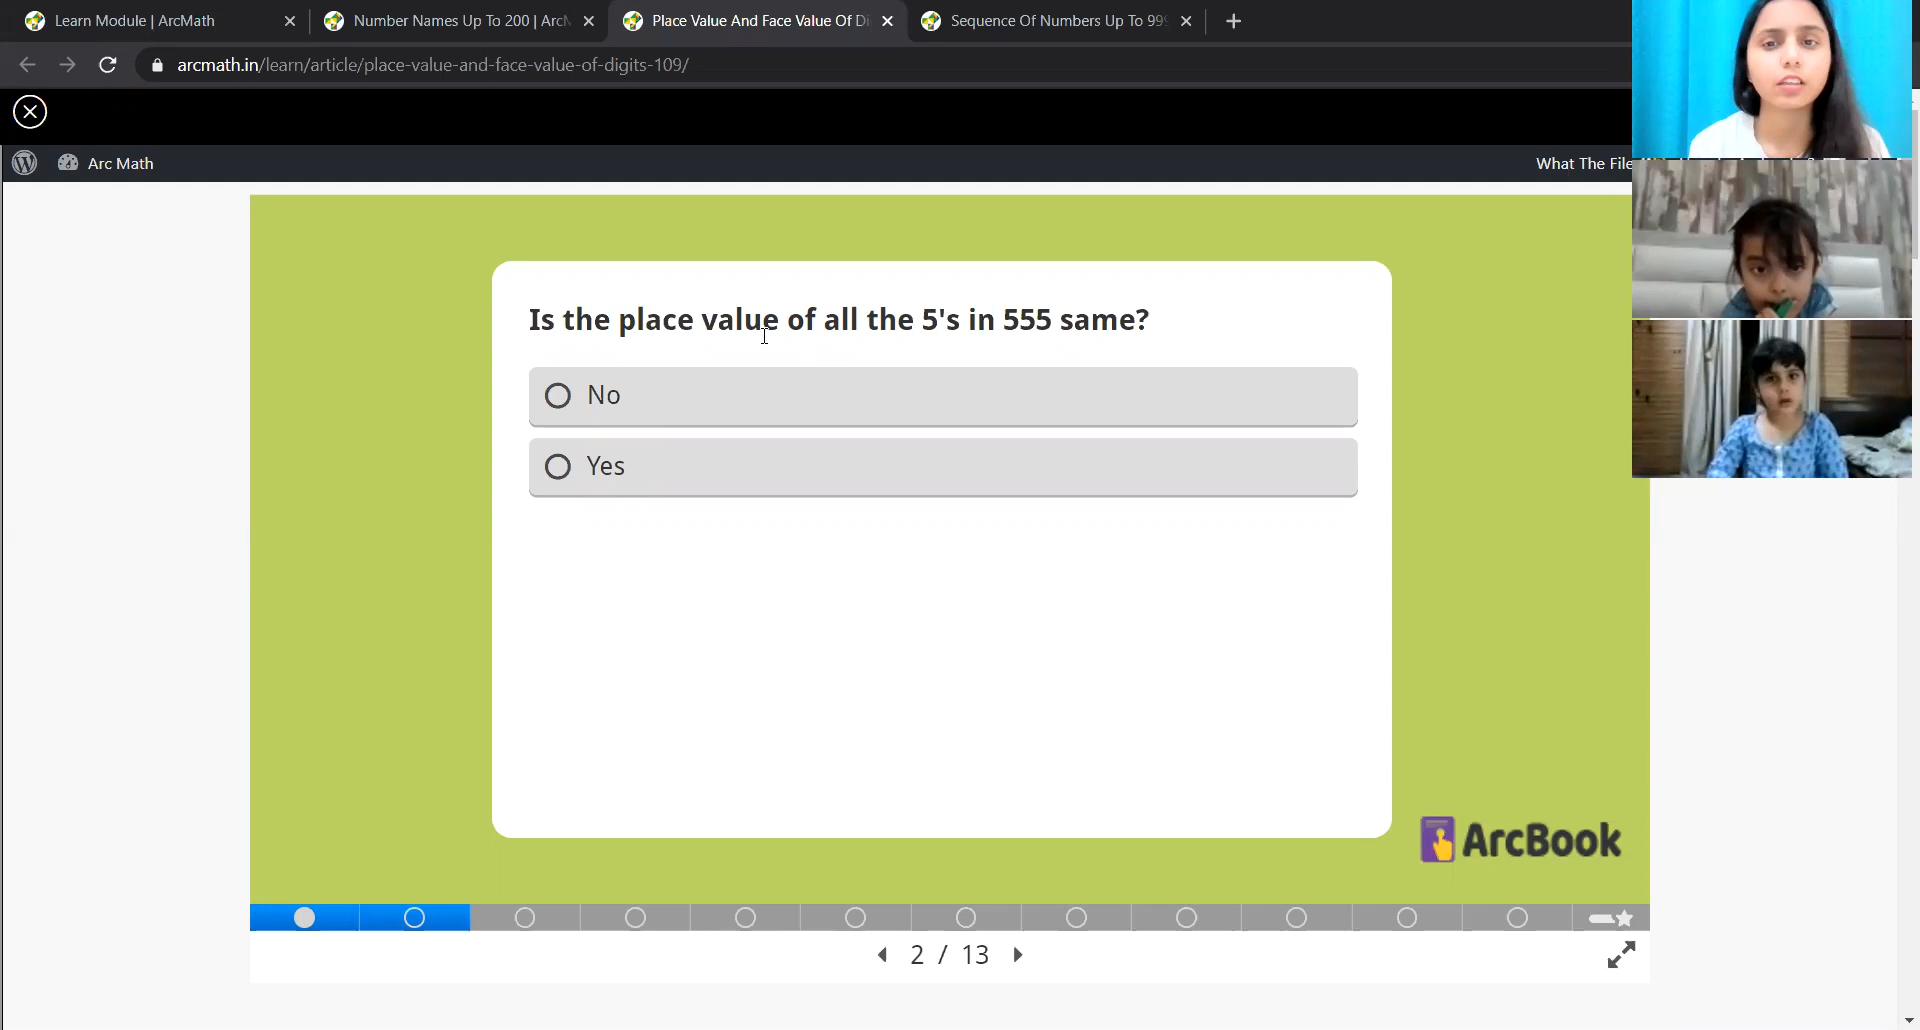 Learn Module | ArcMath
Number Names Up To 200 | Arc
Place Value And Face Value Of D
Sequence Of Numbers Up To 99
arcmath.in/learn/article/place-value-and-face-value-of-digits-109/
Arc Math
What The File
Is the place value of all the 5's in 555 same?
No
Yes
ArcBook
2 / 13